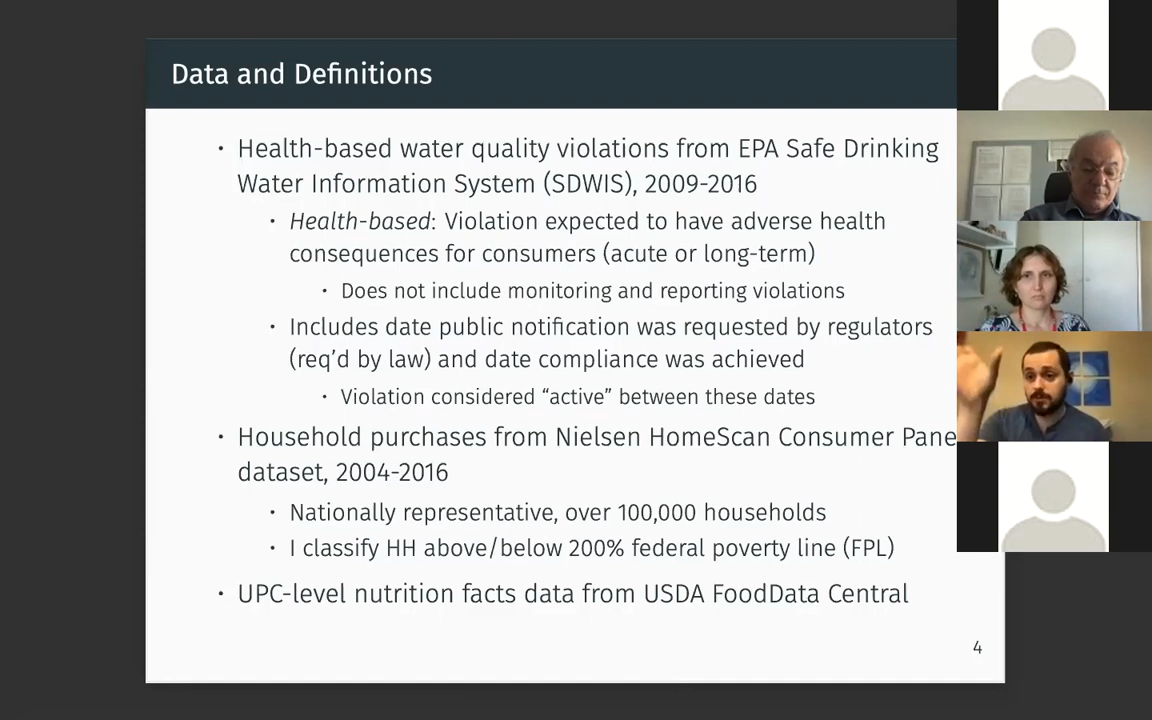 Data and Definitions
• Health-based water quality violations from EPA Safe Drinking
Water Information System (SDWIS), 2009-2016
• Health-based: Violation expected to have adverse health
consequences for consumers (acute or long-term)
• Does not include monitoring and reporting violations
• Includes date public notification was requested by regulators
(req’d by law) and date compliance was achieved
• Violation considered “active” between these dates
• Household purchases from Nielsen HomeScan Consumer Pane
dataset, 2004-2016
• Nationally representative, over 100,000 households
• I classify HH above/below 200% federal poverty line (FPL)
• UPC-level nutrition facts data from USDA FoodData Central
4